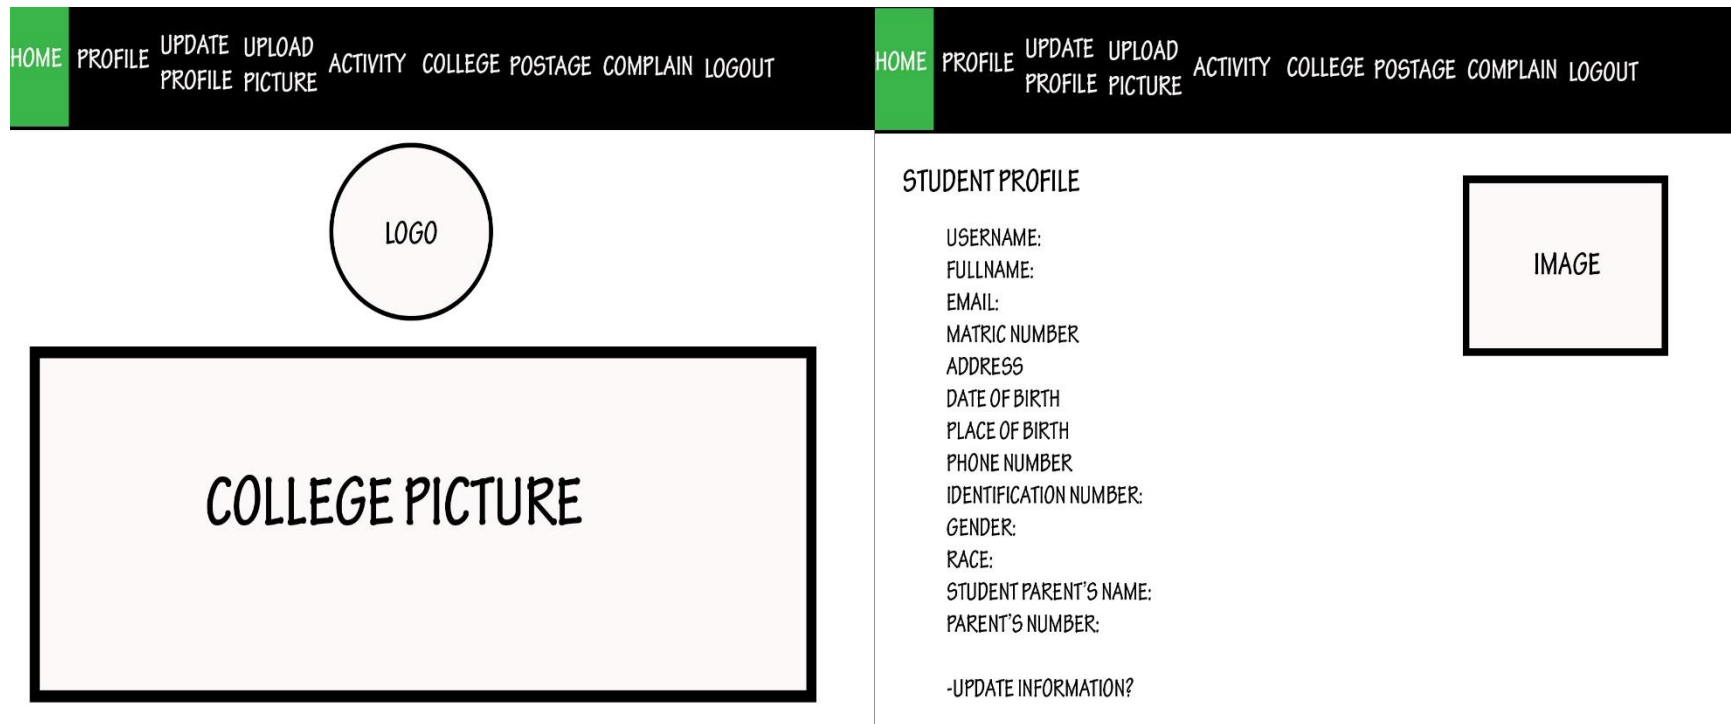 HOME PROFILE UPDATE PROFILE UPLOAD PICTURE ACTIVITY COLLEGE POSTAGE COMPLAIN LOGOUT
LOGO
COLLEGE PICTURE
HOME PROFILE UPDATE PROFILE UPLOAD PICTURE ACTIVITY COLLEGE POSTAGE COMPLAIN LOGOUT
STUDENT PROFILE
USERNAME:
FULLNAME:
EMAIL:
MATRIC NUMBER
ADDRESS
DATE OF BIRTH
PLACE OF BIRTH
PHONE NUMBER
IDENTIFICATION NUMBER:
GENDER:
RACE:
STUDENT PARENT'S NAME:
PARENT'S NUMBER:
-UPDATE INFORMATION?
IMAGE